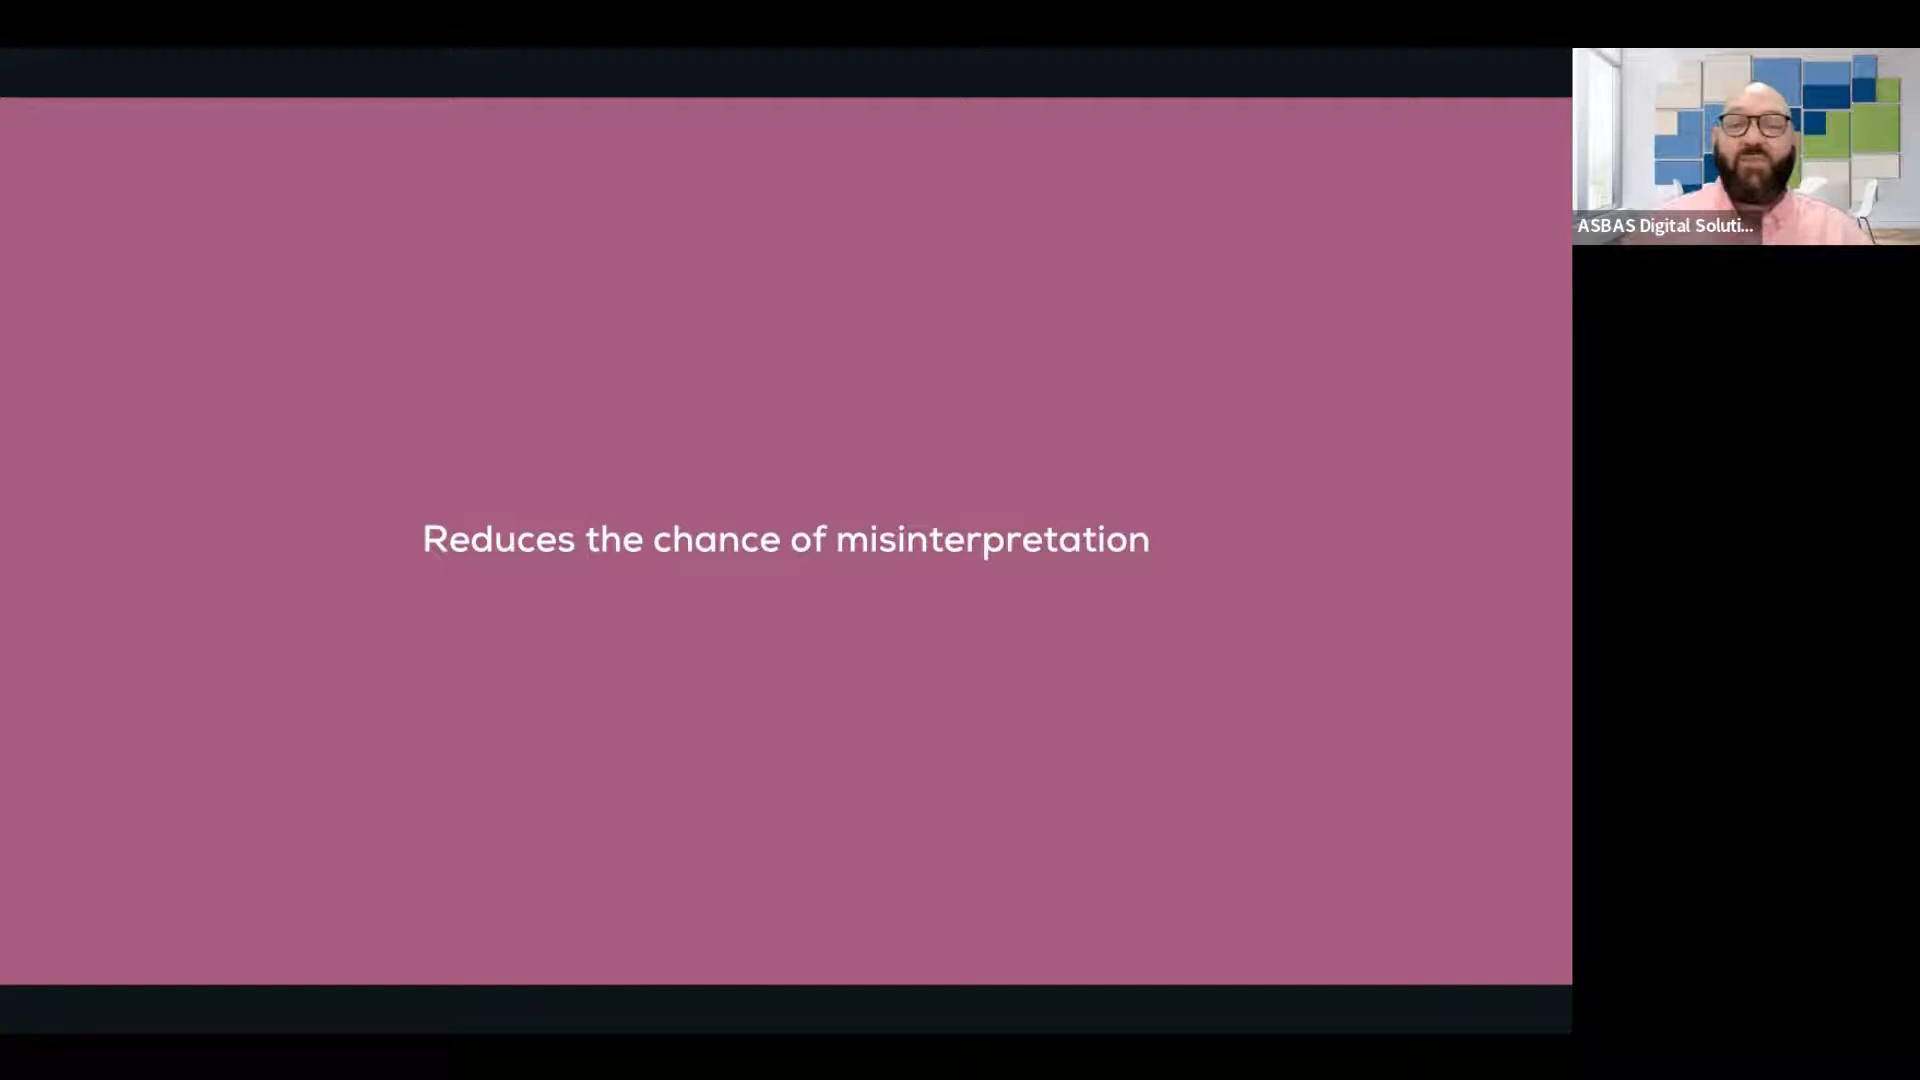 Reduces the chance of misinterpretation
ASBAS Digital Soluti...